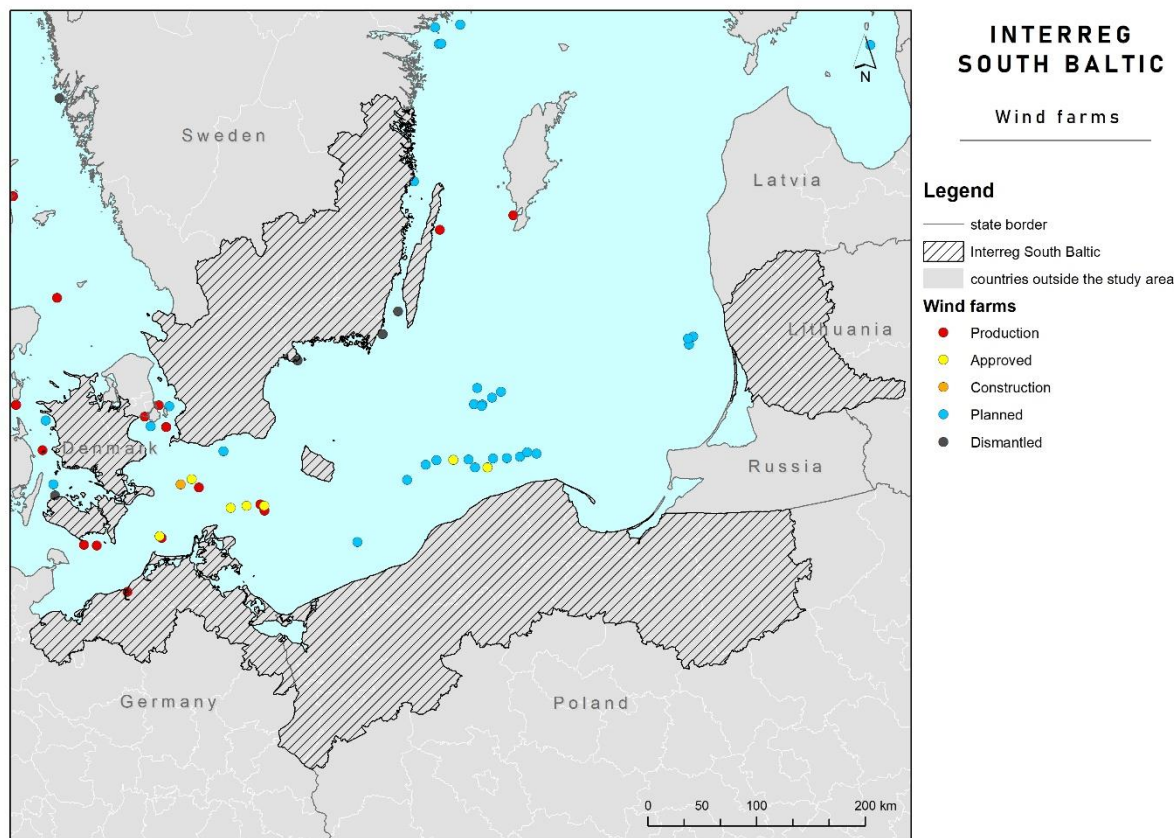 INTERREG
SOUTH BALTIC
Wind farms
Legend
state border
Interreg South Baltic
countries outside the study area
Wind farms
Production
Approved
Construction
Planned
Dismantled
N
Sweden
Latvia
Lithuania
Denmark
Russia
Germany
Poland
0 50 100 200 km